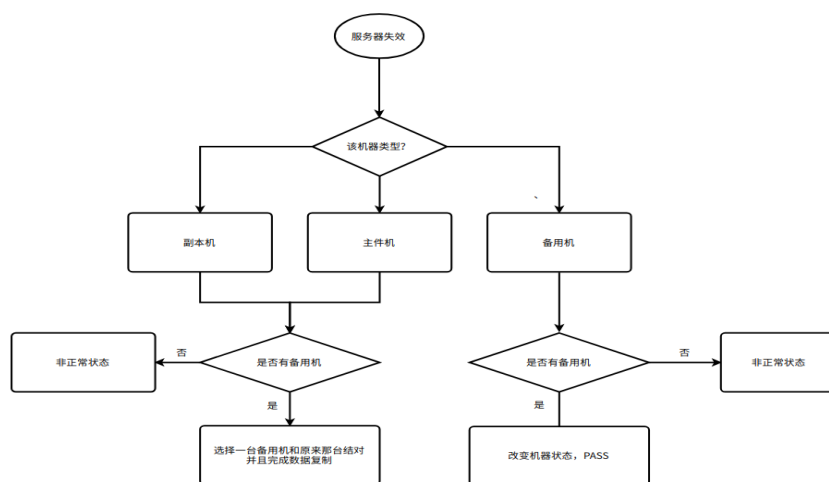 服务器失效
该机器类型?
副本机
主件机
备用机
非正常状态
否
是否有备用机
是否有备用机
否
非正常状态
是
是
选择一台备用机和原来那台结对
并且完成数据复制
改变机器状态，PASS